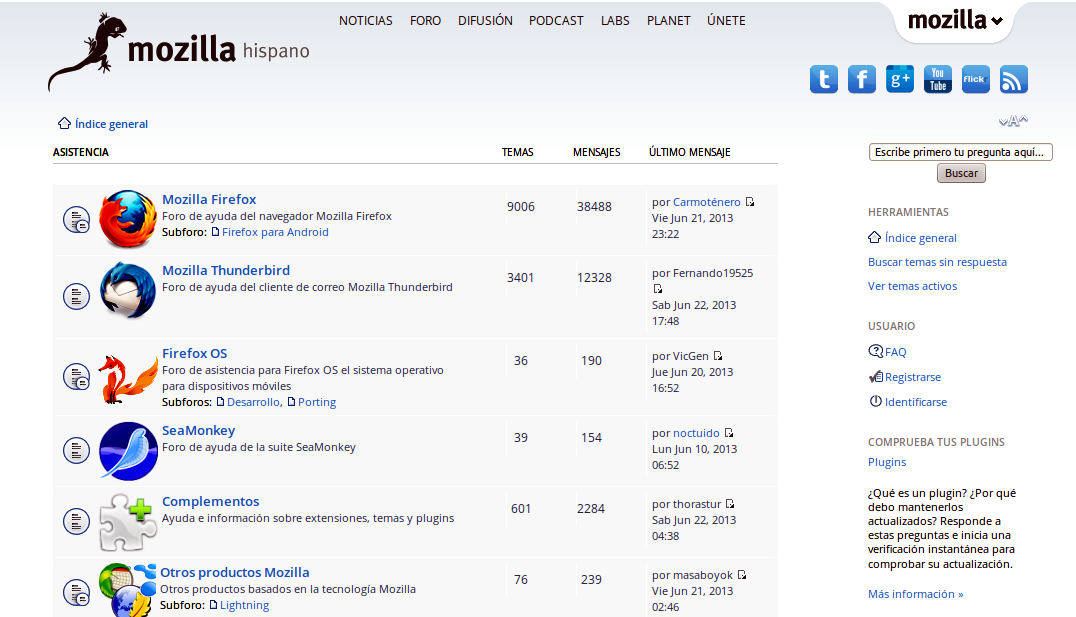 NOTICIAS FORO DIFUSIÓN PODCAST LABS PLANET ÚNETE
mozilla
mozilla hispano
t f g+ You Tube flickr
Índice general
A
ASISTENCIA TEMAS MENSAJES ÚLTIMO MENSAJE
Mozilla Firefox
Foro de ayuda del navegador Mozilla Firefox
Subforo: Firefox para Android
9006 38488
por Carmoténero
Vie Jun 21, 2013
23:22
Mozilla Thunderbird
Foro de ayuda del cliente de correo Mozilla Thunderbird
3401 12328
por Fernando19525
Sab Jun 22, 2013
17:48
Firefox OS
Foro de asistencia para Firefox OS el sistema operativo
para dispositivos móviles
Subforos: Desarrollo, Porting
36 190
por VicGen
Jue Jun 20, 2013
16:52
SeaMonkey
Foro de ayuda de la suite SeaMonkey
39 154
por noctuido
Lun Jun 10, 2013
06:52
Complementos
Ayuda e información sobre extensiones, temas y plugins
601 2284
por thorastur
Sab Jun 22, 2013
04:38
Otros productos Mozilla
Otros productos basados en la tecnología Mozilla
Subforo: Lightning
76 239
por masaboyok
Vie Jun 21, 2013
02:46
Escribe primero tu pregunta aquí...
Buscar
HERRAMIENTAS
Índice general
Buscar temas sin respuesta
Ver temas activos
USUARIO
FAQ
Registrarse
Identificarse
COMPRUEBA TUS PLUGINS
Plugins
¿Qué es un plugin? ¿Por qué
debo mantenerlos
actualizados? Responde a
estas preguntas e inicia una
verificación instantánea para
comprobar su actualización.
Más información »